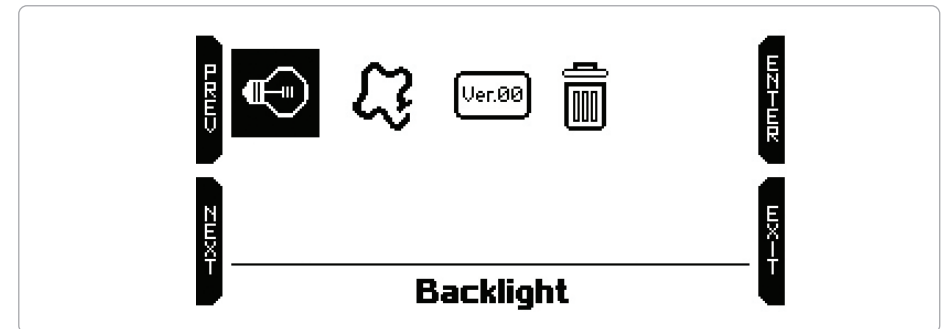 PREV
ENTER
Ver.00
NEXT
EXIT
Backlight